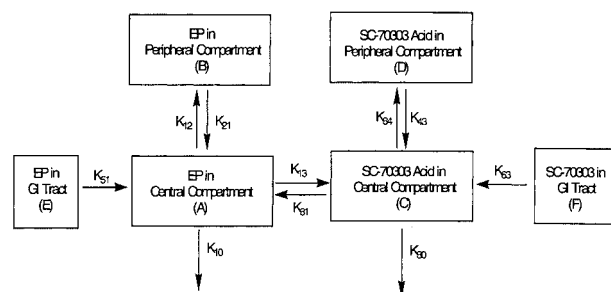 EP in
Peripheral Compartment
(B)
SC-70303 Acid in
Peripheral Compartment
(D)
K12
K21
K34
K43
EP in
GI Tract
(E)
K51
EP in
Central Compartment
(A)
K13
K31
SC-70303 Acid in
Central Compartment
(C)
K63
SC-70303 in
GI Tract
(F)
K10
K30